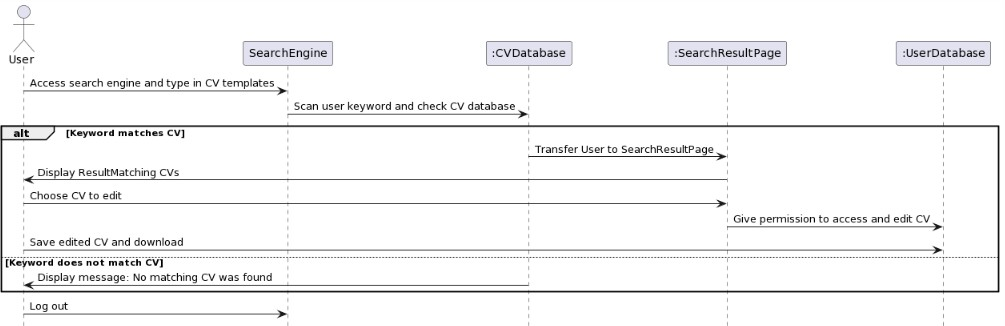 User
SearchEngine
:CVDatabase
:SearchResultPage
:UserDatabase
Access search engine and type in CV templates
Scan user keyword and check CV database
alt
[Keyword matches CV]
Transfer User to SearchResultPage
Display ResultMatching CVs
Choose CV to edit
Give permission to access and edit CV
Save edited CV and download
[Keyword does not match CV]
Display message: No matching CV was found
Log out